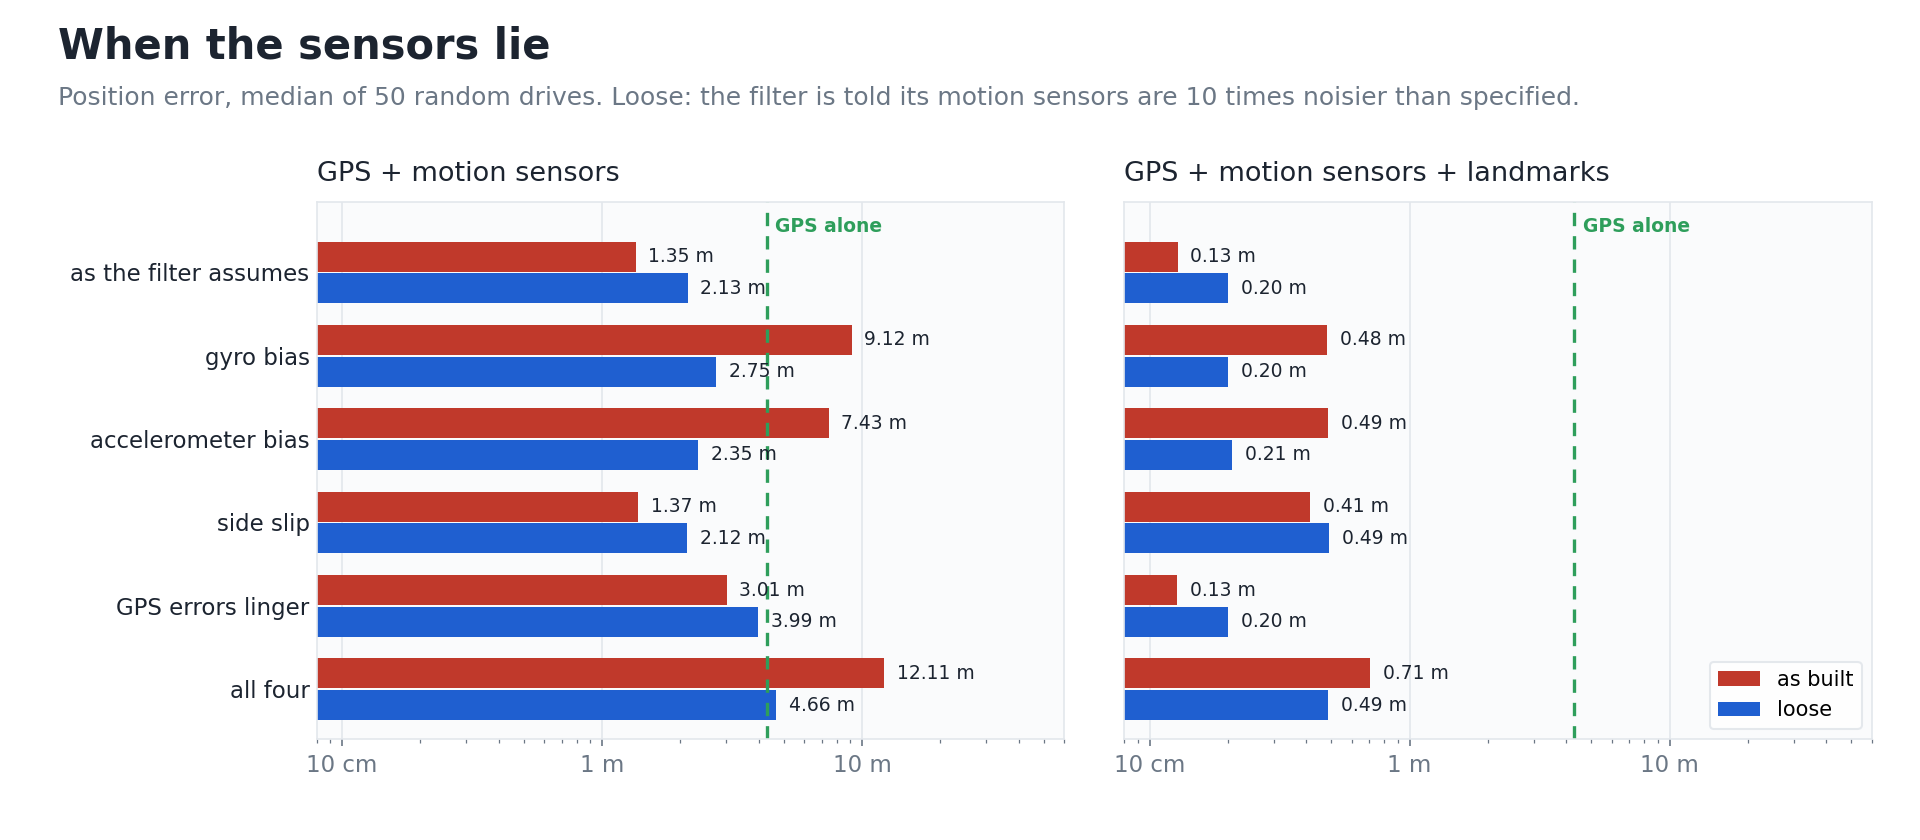 When the sensors lie
Position error, median of 50 random drives. Loose: the filter is told its motion sensors are 10 times noisier than specified.
GPS + motion sensors
GPS alone
as the filter assumes
1.35 m
2.13 m
gyro bias
9.12 m
2.75 m
accelerometer bias
7.43 m
2.35 m
side slip
1.37 m
2.12 m
GPS errors linger
3.01 m
3.99 m
all four
12.11 m
4.66 m
10 cm
1 m
10 m
GPS + motion sensors + landmarks
GPS alone
0.13 m
0.20 m
0.48 m
0.20 m
0.49 m
0.21 m
0.41 m
0.49 m
0.13 m
0.20 m
0.71 m
0.49 m
as built
loose
10 cm
1 m
10 m